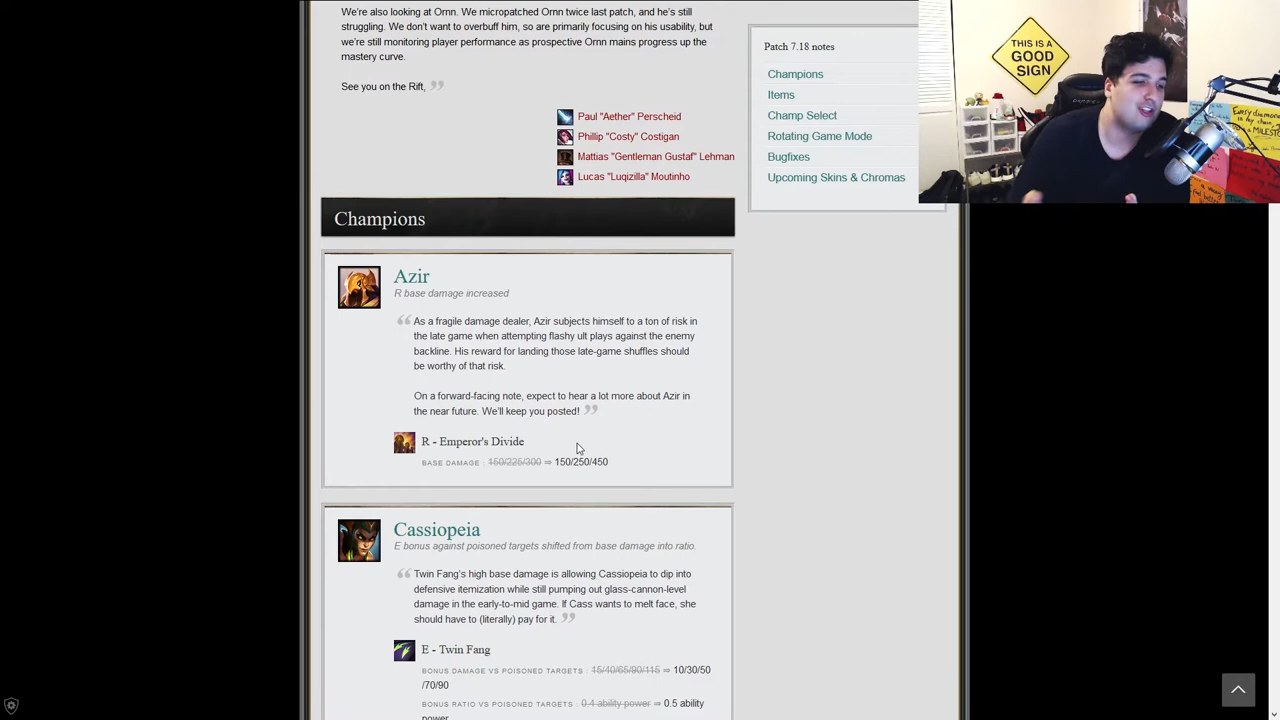 We're also looking at Ornn. We micropatched Ornn twice last patch, and he's still
struggling. We don't want to overbuff him, so are primarily focusing on his usability, but
we're still monitoring player performance as prospective Ornn mains progress up the
mastery curve.
See you on the Rift,
Paul "Aether" Perscheid
Phillip "Costy" Costigan
Mattias "Gentleman Gustaf" Lehman
Lucas "Luqizilla" Moutinho
Patch 7.18 notes
Champions
Items
Champ Select
Rotating Game Mode
Bugfixes
Upcoming Skins & Chromas
THIS IS A
GOOD
SIGN
Champions
Azir
R base damage increased
As a fragile damage dealer, Azir subjects himself to a ton of risk in
the late game when attempting flashy ult plays against the enemy
backline. His reward for landing those late-game shuffles should
be worthy of that risk.
On a forward-facing note, expect to hear a lot more about Azir in
the near future. We'll keep you posted!
R - Emperor's Divide
BASE DAMAGE : 150/225/300 ⇒ 150/250/450
Cassiopeia
E bonus against poisoned targets shifted from base damage into ratio.
Twin Fang's high base damage is allowing Cassiopeia to dip into
defensive itemization while still pumping out glass-cannon-level
damage in the early-to-mid game. If Cass wants to melt face, she
should have to (literally) pay for it.
E - Twin Fang
BONUS DAMAGE VS POISONED TARGETS : 15/40/65/90/115 ⇒ 10/30/50
/70/90
BONUS RATIO VS POISONED TARGETS : 0.4 ability power ⇒ 0.5 ability
power